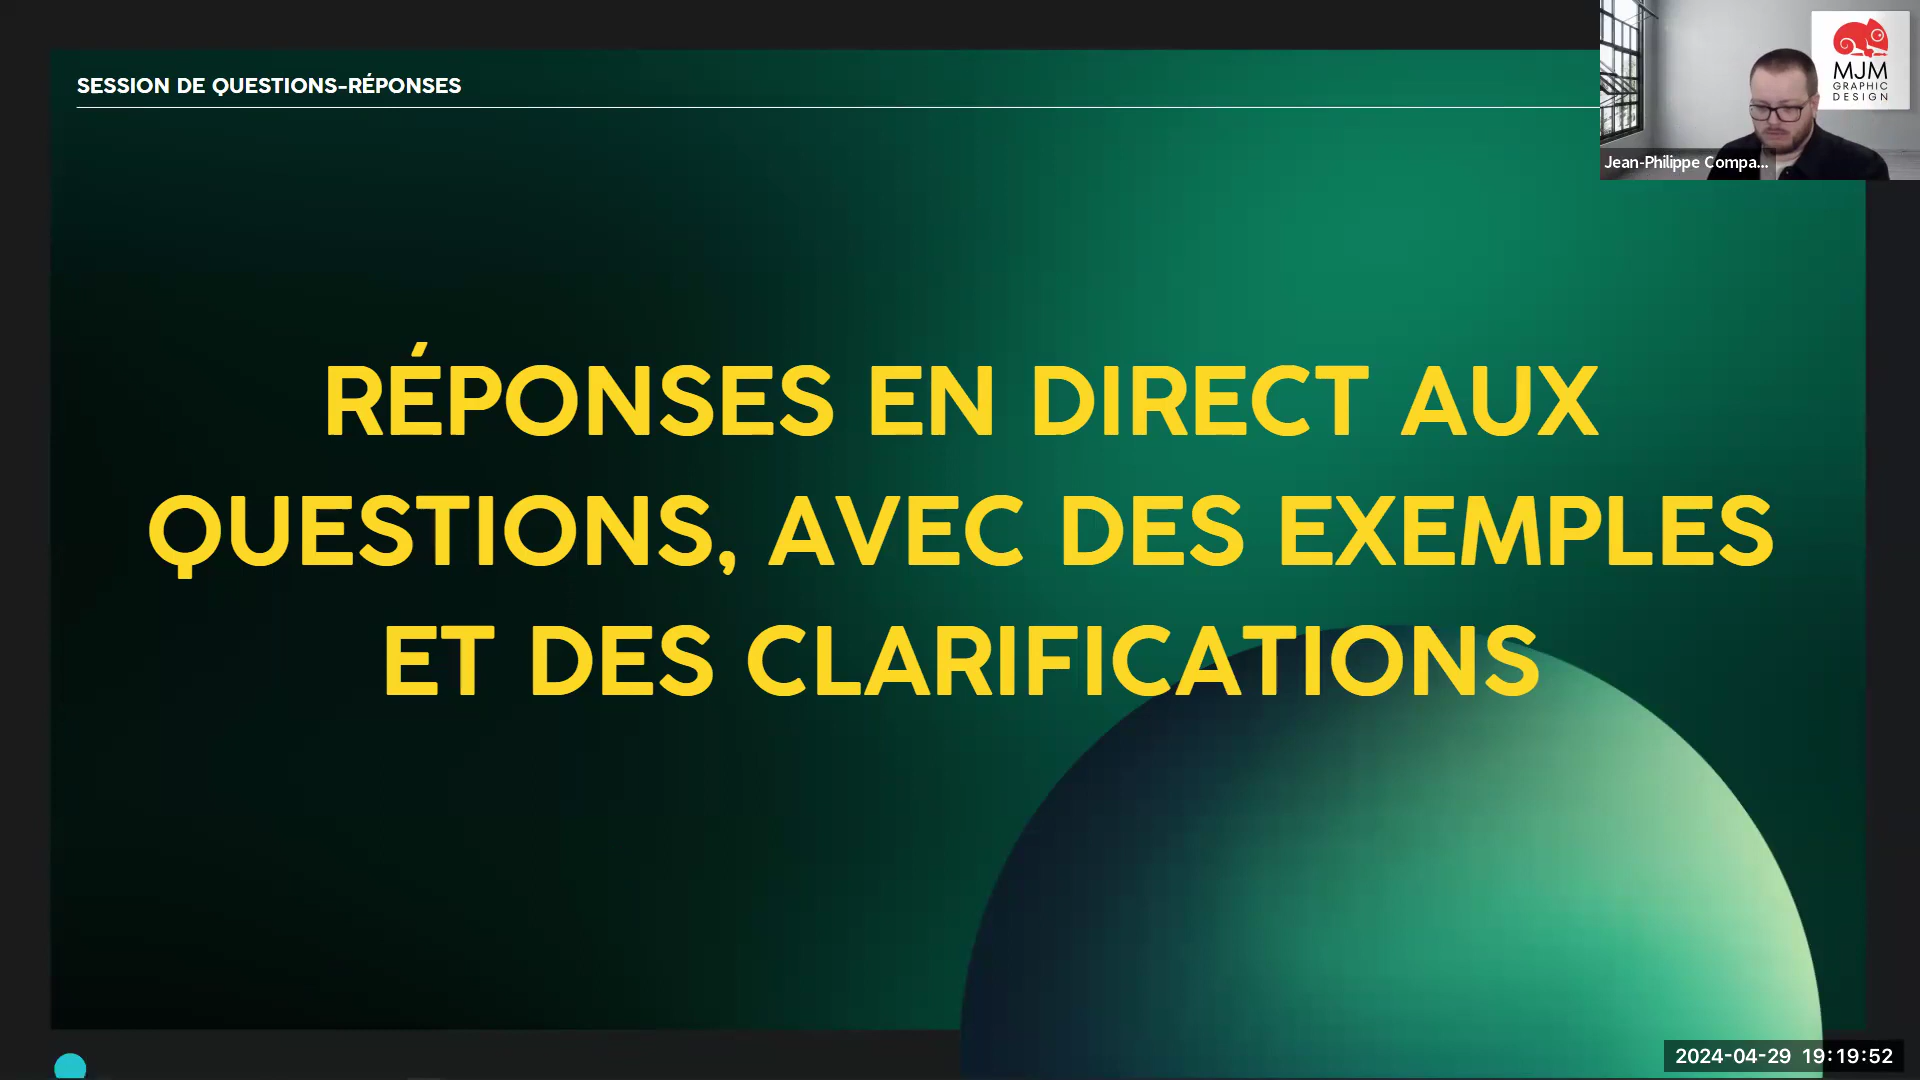 SESSION DE QUESTIONS-RÉPONSES
MJM
GRAPHIC
DESIGN
Jean-Philippe Compa...
RÉPONSES EN DIRECT AUX
QUESTIONS, AVEC DES EXEMPLES
ET DES CLARIFICATIONS
2024-04-29 19:19:52